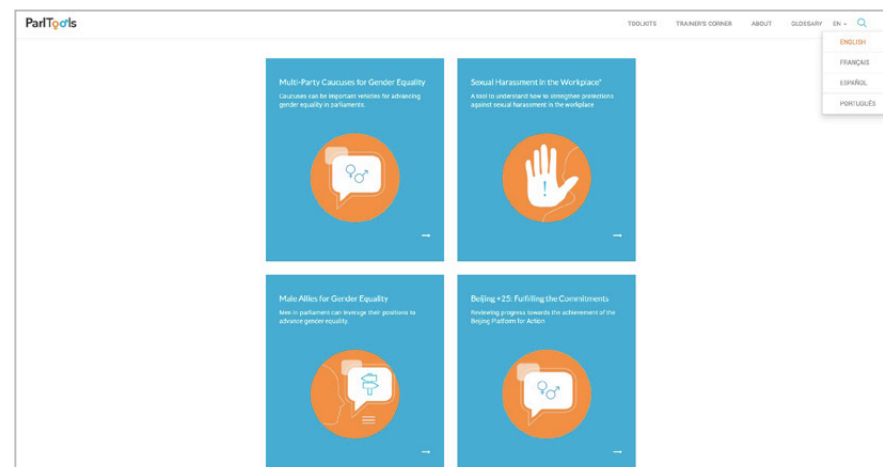 ParlTools
TOOLKITS TRAINER'S CORNER ABOUT GLOSSARY EN
ENGLISH
FRANÇAIS
ESPAÑOL
PORTUGUÊS
Multi-Party Caucuses for Gender Equality
Caucuses can be important vehicles for advancing
gender equality in parliaments.
Sexual Harassment in the Workplace*
A tool to understand how to strengthen protections
against sexual harassment in the workplace
!
Male Allies for Gender Equality
Men in parliament can leverage their positions to
advance gender equality.
Beijing +25: Fulfilling the Commitments
Reviewing progress towards the achievement of the
Beijing Platform for Action